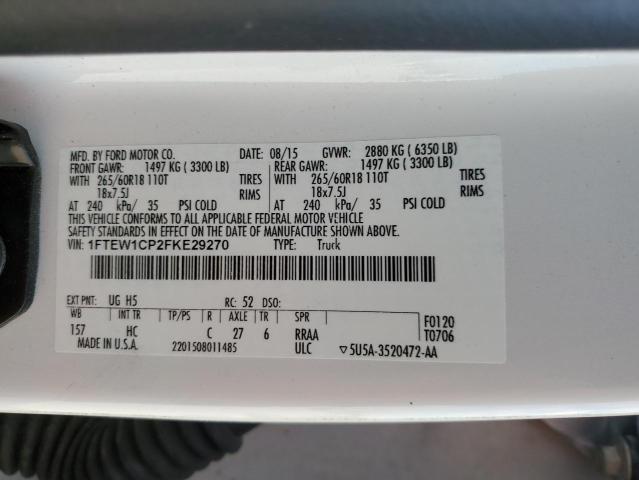 MFD. BY FORD MOTOR CO. DATE: 08/15 GVWR: 2880 KG ( 6350 LB)
FRONT GAWR: 1497 KG ( 3300 LB) REAR GAWR: 1497 KG ( 3300 LB)
WITH 265/60R18 110T TIRES WITH 265/60R18 110T TIRES
18x7.5J RIMS 18x7.5J RIMS
AT 240 kPa/ 35 PSI COLD AT 240 kPa/ 35 PSI COLD
THIS VEHICLE CONFORMS TO ALL APPLICABLE FEDERAL MOTOR VEHICLE
SAFETY STANDARDS IN EFFECT ON THE DATE OF MANUFACTURE SHOWN ABOVE.
VIN: 1FTEW1CP2FKE29270 TYPE: Truck
EXT PNT: UG H5 RC: 52 DSO:
WB INT TR TP/PS R AXLE TR SPR F0120
157 HC C 27 6 RRAA T0706
MADE IN U.S.A. 2201508011485 ULC ▽5U5A-3520472-AA